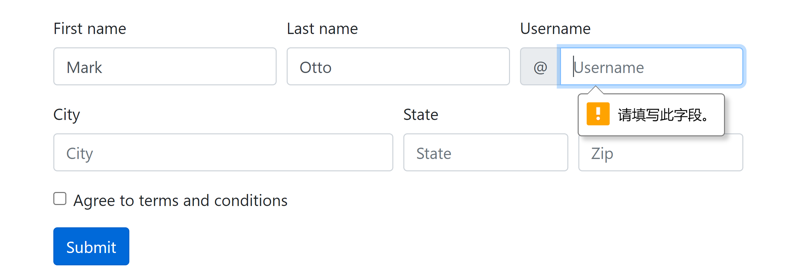 First name Last name Username
Mark Otto @ Username
请填写此字段。
City State
City State Zip
Agree to terms and conditions
Submit